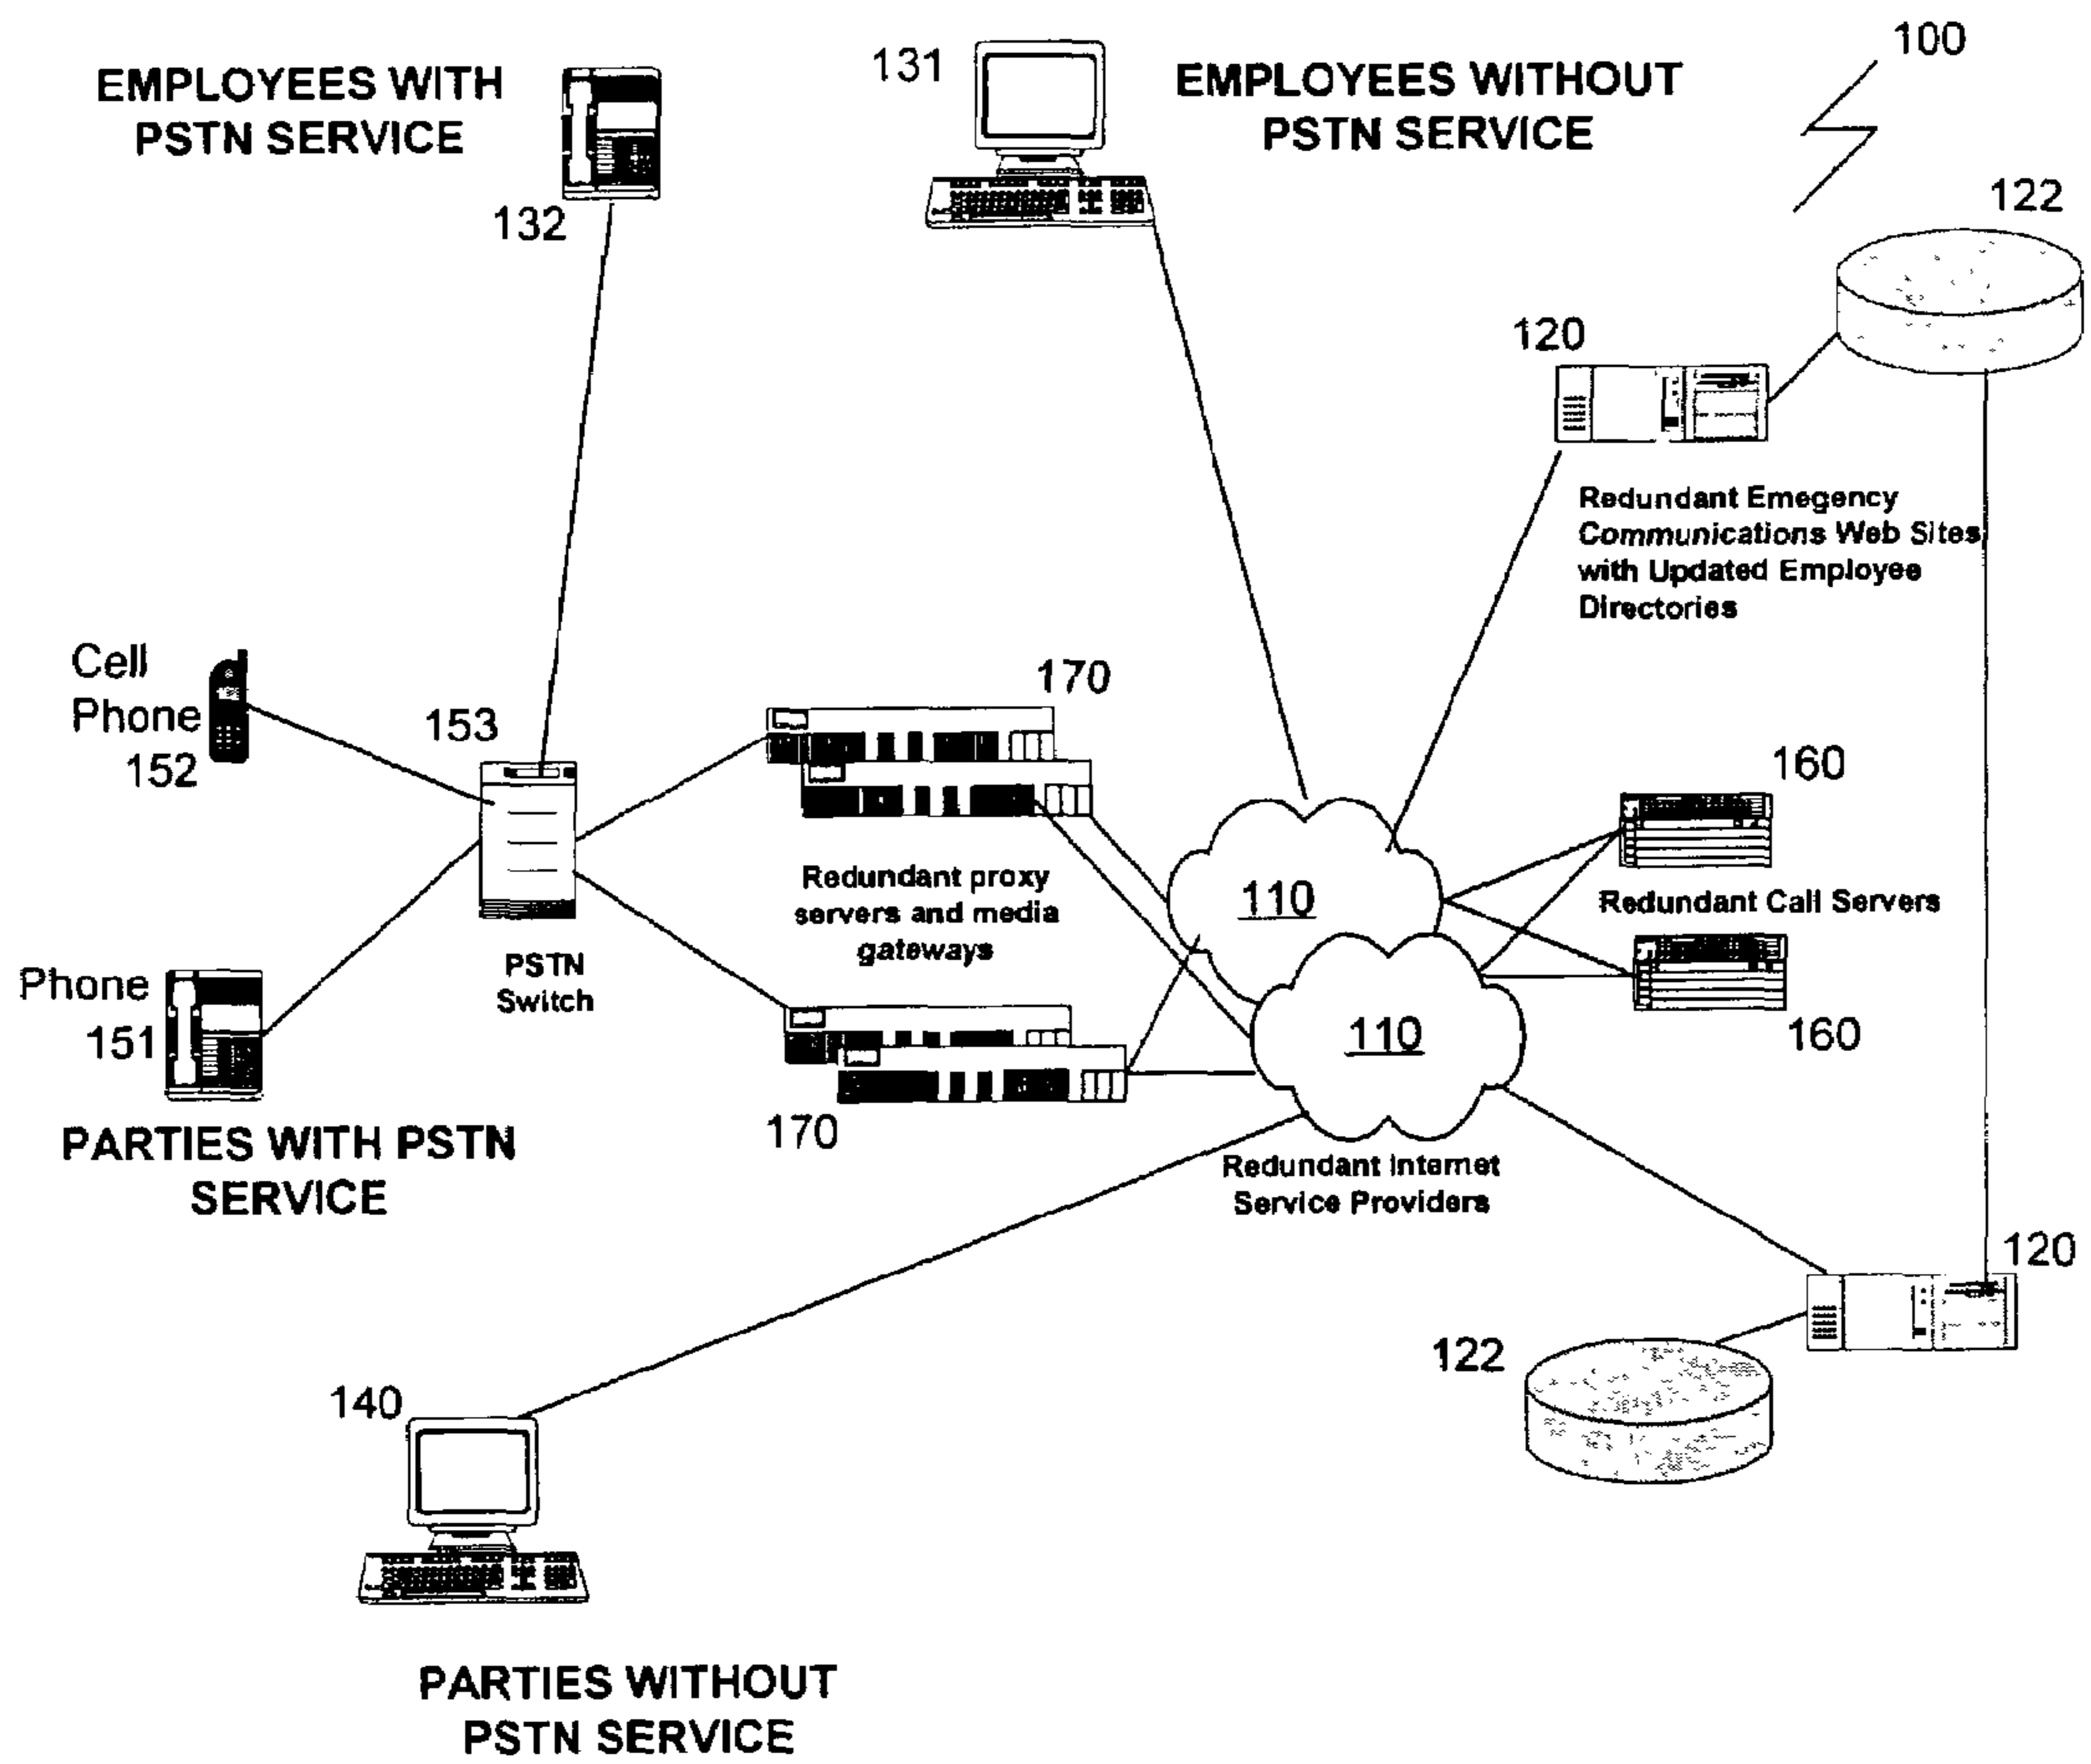 100
131
EMPLOYEES WITH
PSTN SERVICE
EMPLOYEES WITHOUT
PSTN SERVICE
132
122
120
Redundant Emegency
Communications Web Sites
with Updated Employee
Directories
Cell
Phone
152
153
170
160
Redundant proxy
servers and media
gateways
110
Redundant Call Servers
PSTN
Switch
Phone
151
110
160
170
PARTIES WITH PSTN
SERVICE
Redundant Internet
Service Providers
120
122
140
PARTIES WITHOUT
PSTN SERVICE